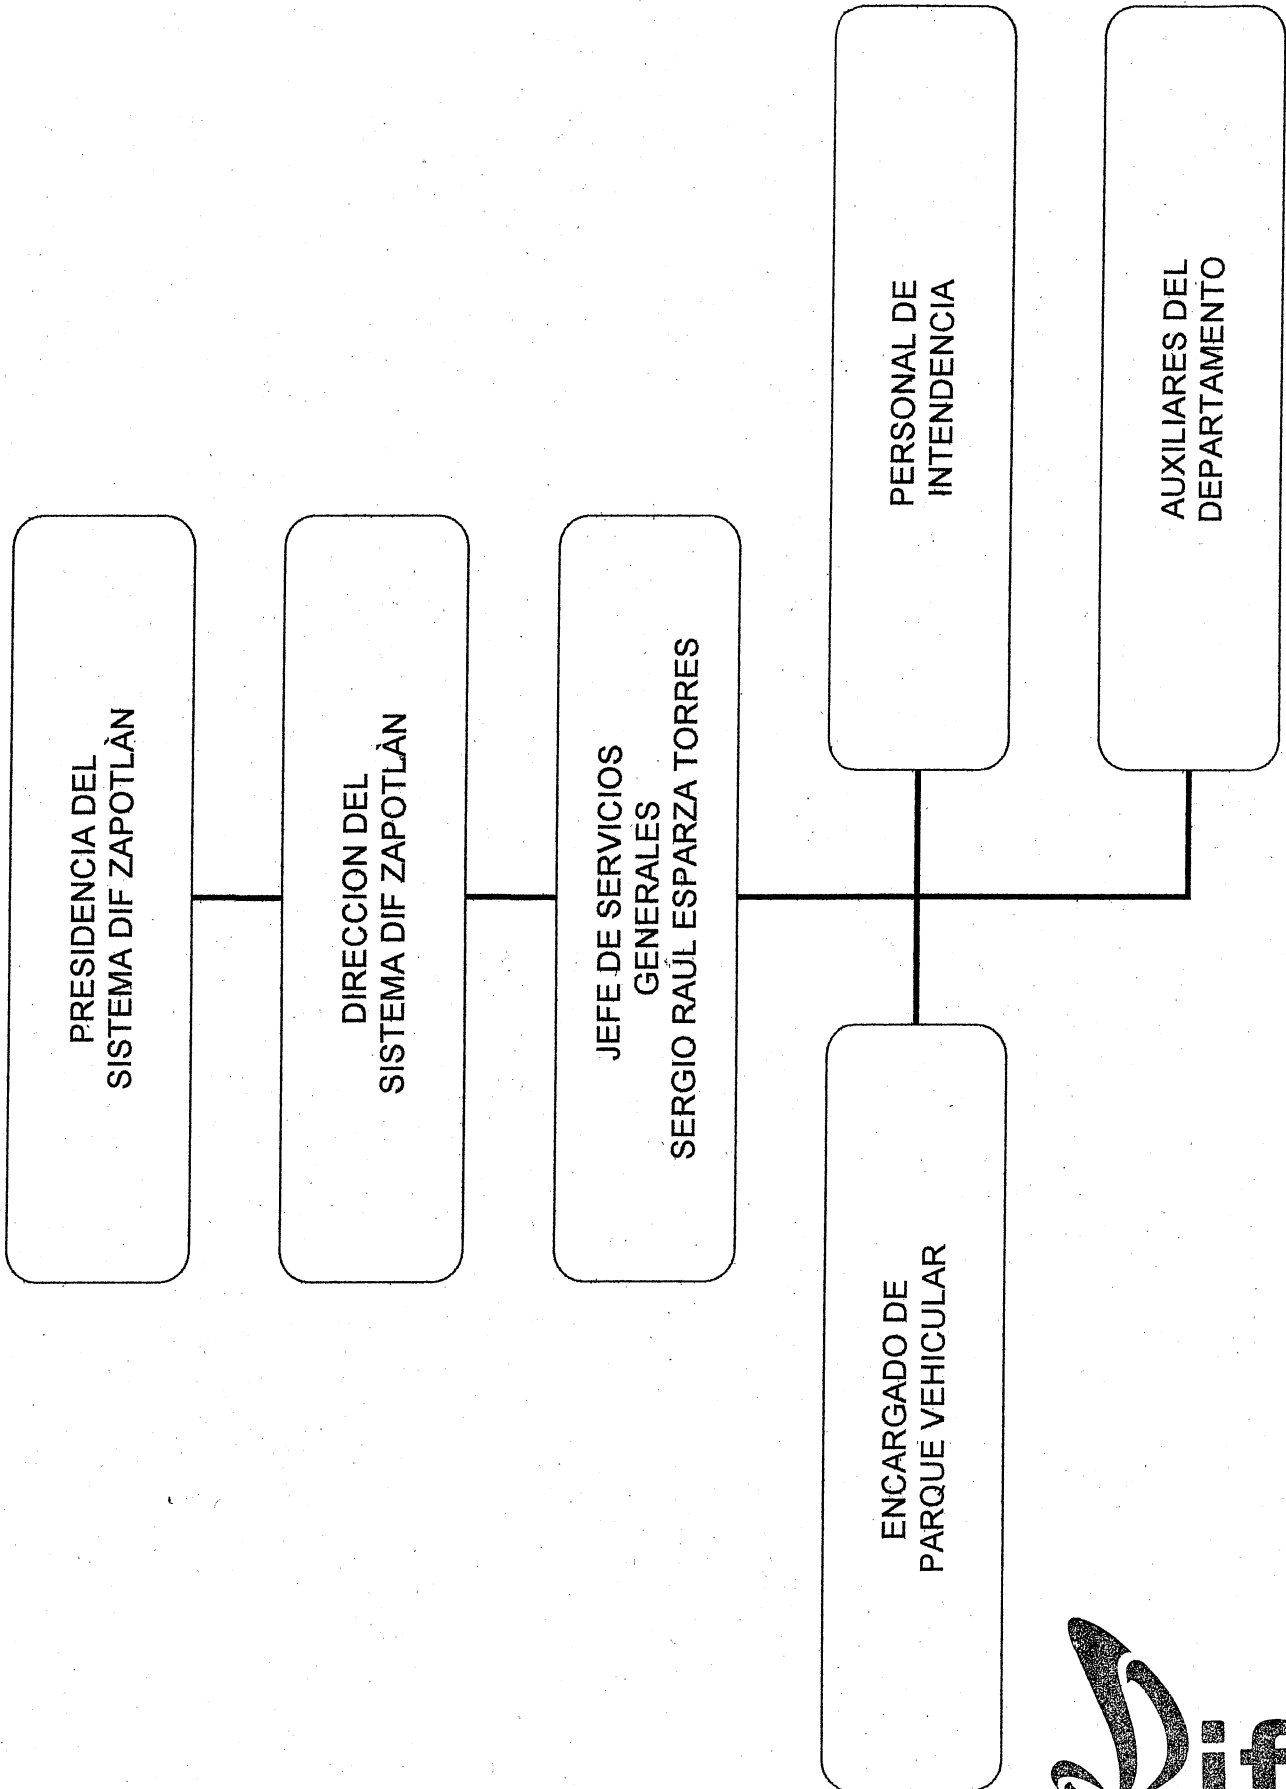 PRESIDENCIA DEL
SISTEMA DIF ZAPOTLÀN
DIRECCION DEL
SISTEMA DIF ZAPOTLÀN
JEFE DE SERVICIOS
GENERALES
SERGIO RAÚL ESPARZA TORRES
ENCARGADO DE
PARQUE VEHICULAR
PERSONAL DE
INTENDENCIA
AUXILIARES DEL
DEPARTAMENTO
Dif